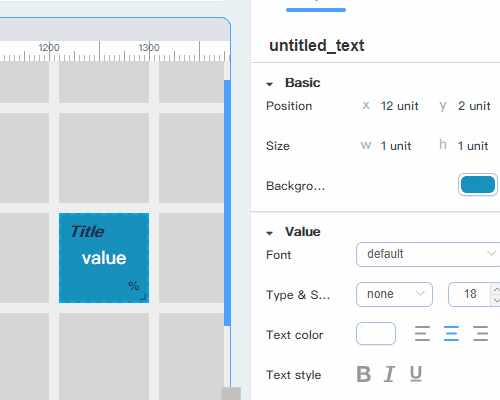 1200 1300
Title
value
%
untitled_text
Basic
Position x 12 unit y 2 unit
Size w 1 unit h 1 unit
Backgro...
Value
Font default
Type & S... none 18
Text color
Text style B I U